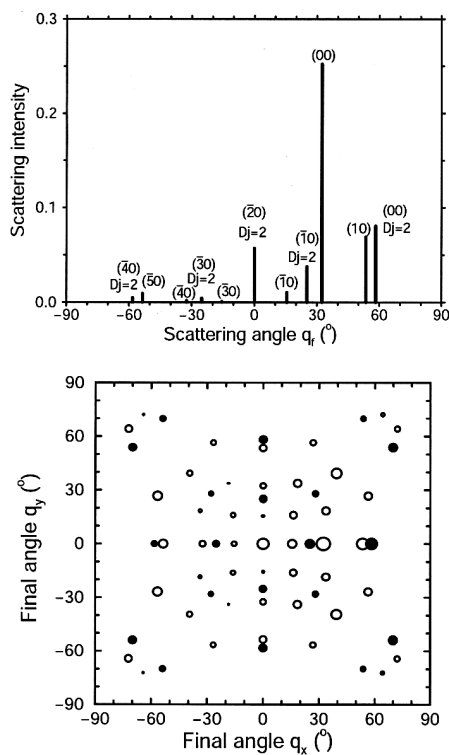 0.3
0.2
0.1
0.0
Scattering intensity
(00)
(2̄0)
Dj=2
(1̄0)
Dj=2
(00)
Dj=2
(10)
(4̄0)
Dj=2
(5̄0)
(3̄0)
Dj=2
(4̄0)
(3̄0)
(1̄0)
−90 −60 −30 0 30 60 90
Scattering angle q_f (°)
90
60
30
0
−30
−60
−90
Final angle q_y (°)
−90 −60 −30 0 30 60 90
Final angle q_x (°)